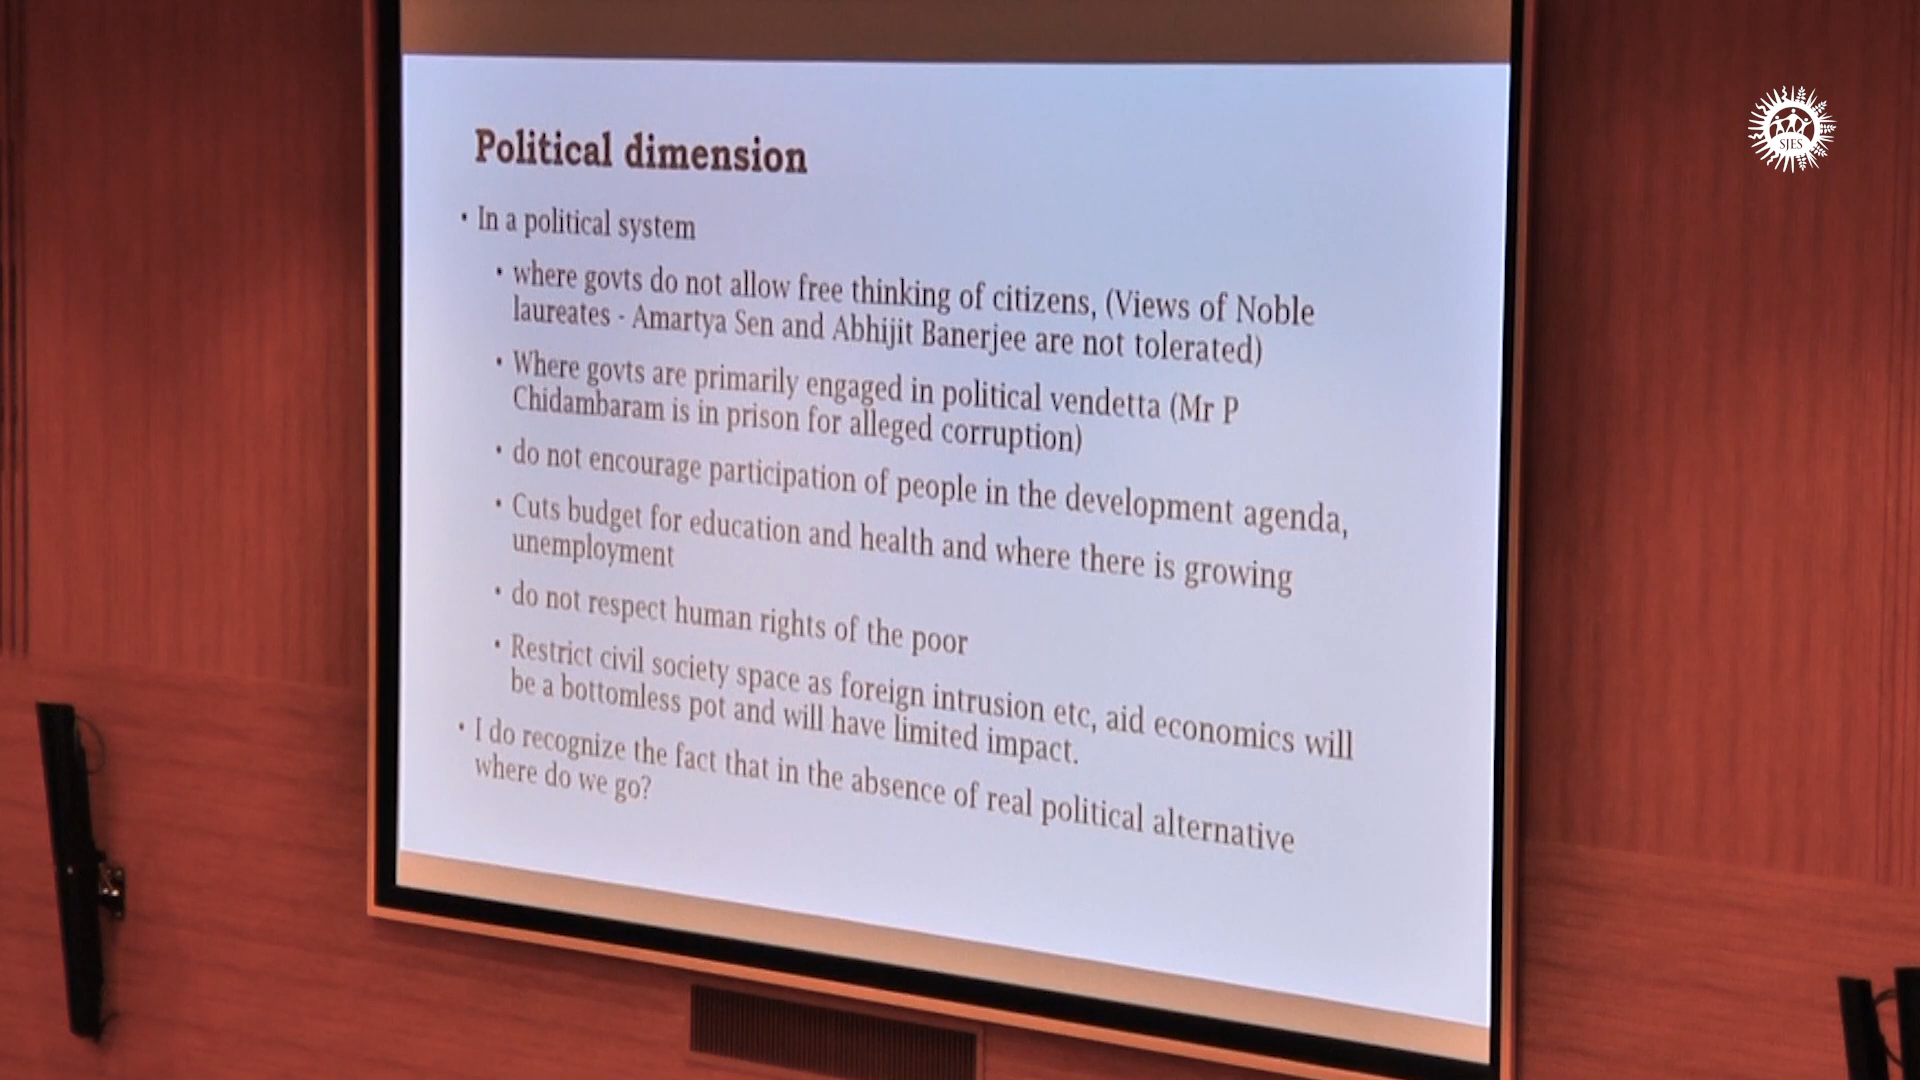 Political dimension
• In a political system
• where govts do not allow free thinking of citizens, (Views of Noble
laureates - Amartya Sen and Abhijit Banerjee are not tolerated)
• Where govts are primarily engaged in political vendetta (Mr P
Chidambaram is in prison for alleged corruption)
• do not encourage participation of people in the development agenda,
• Cuts budget for education and health and where there is growing
unemployment
• do not respect human rights of the poor
• Restrict civil society space as foreign intrusion etc, aid economics will
be a bottomless pot and will have limited impact.
• I do recognize the fact that in the absence of real political alternative
where do we go?
SJES